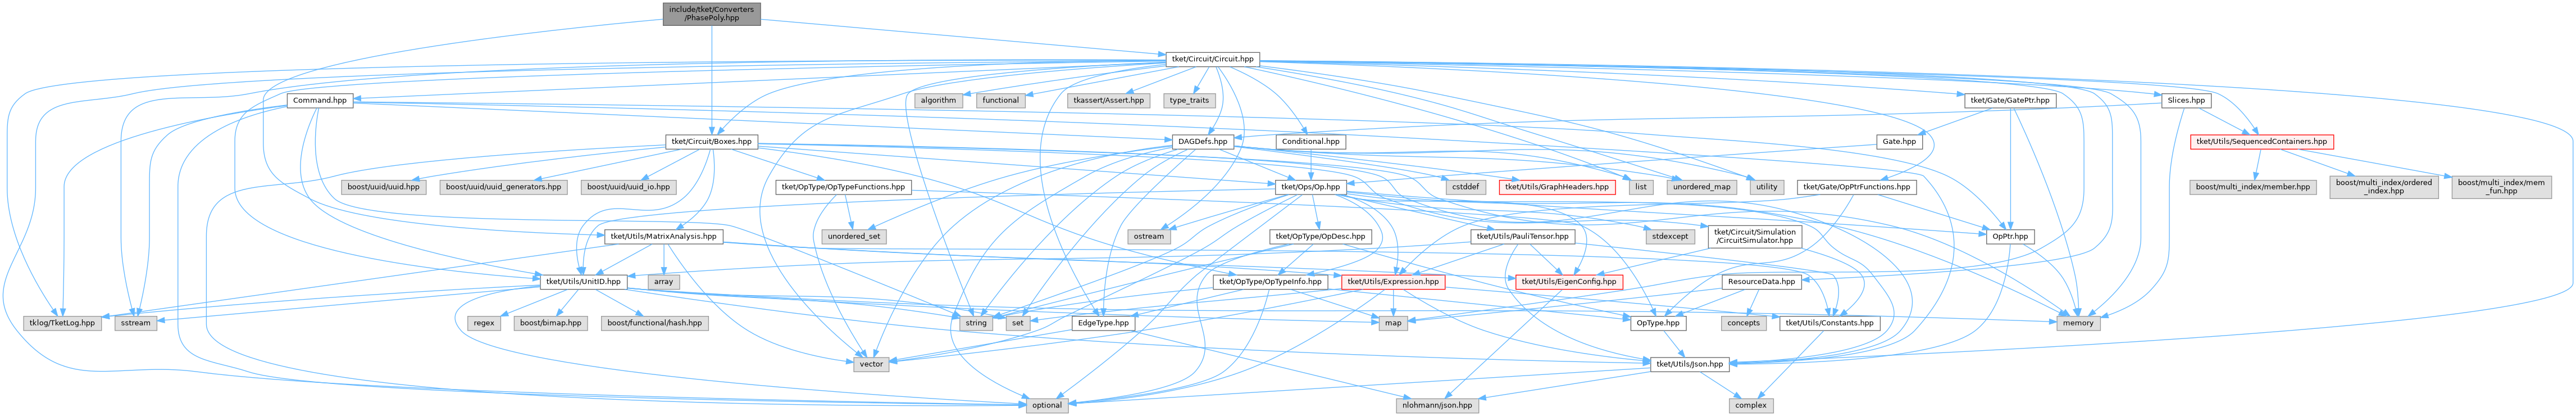 include/tket/Converters
/PhasePoly.hpp
tket/Circuit/Circuit.hpp
Command.hpp
algorithm
functional
tkassert/Assert.hpp
type_traits
tket/Gate/GatePtr.hpp
Slices.hpp
tket/Circuit/Boxes.hpp
DAGDefs.hpp
Conditional.hpp
Gate.hpp
tket/Utils/SequencedContainers.hpp
boost/uuid/uuid.hpp
boost/uuid/uuid_generators.hpp
boost/uuid/uuid_io.hpp
tket/OpType/OpTypeFunctions.hpp
tket/Ops/Op.hpp
cstddef
tket/Utils/GraphHeaders.hpp
list
unordered_map
utility
tket/Gate/OpPtrFunctions.hpp
boost/multi_index/member.hpp
boost/multi_index/ordered
_index.hpp
boost/multi_index/mem
_fun.hpp
tket/Utils/MatrixAnalysis.hpp
unordered_set
ostream
tket/OpType/OpDesc.hpp
tket/Utils/PauliTensor.hpp
stdexcept
tket/Circuit/Simulation
/CircuitSimulator.hpp
OpPtr.hpp
tket/Utils/UnitID.hpp
array
tket/OpType/OpTypeInfo.hpp
tket/Utils/Expression.hpp
tket/Utils/EigenConfig.hpp
ResourceData.hpp
tklog/TketLog.hpp
sstream
regex
boost/bimap.hpp
boost/functional/hash.hpp
string
set
EdgeType.hpp
map
OpType.hpp
concepts
tket/Utils/Constants.hpp
memory
vector
tket/Utils/Json.hpp
optional
nlohmann/json.hpp
complex